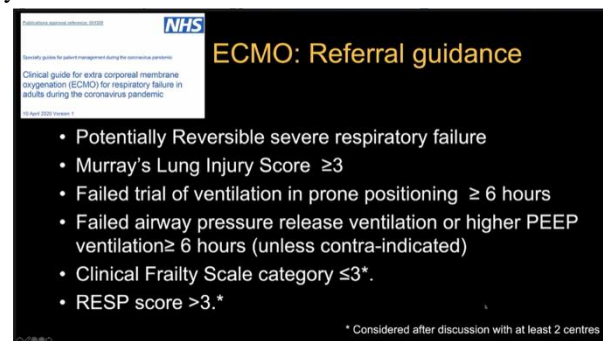 Publications approval reference: 001559
NHS
Specialty guides for patient management during the coronavirus pandemic
Clinical guide for extra corporeal membrane
oxygenation (ECMO) for respiratory failure in
adults during the coronavirus pandemic
10 April 2020 Version 1
ECMO: Referral guidance
• Potentially Reversible severe respiratory failure
• Murray's Lung Injury Score ≥3
• Failed trial of ventilation in prone positioning ≥ 6 hours
• Failed airway pressure release ventilation or higher PEEP
ventilation≥ 6 hours (unless contra-indicated)
• Clinical Frailty Scale category ≤3*.
• RESP score >3.*
* Considered after discussion with at least 2 centres